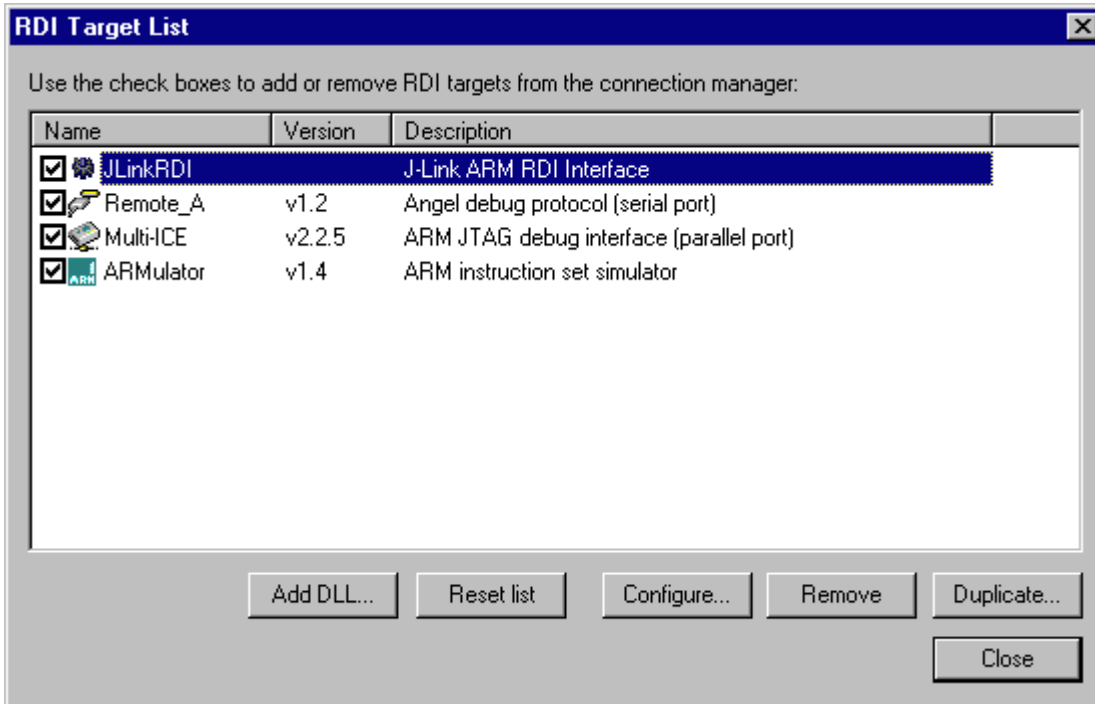 RDI Target List
Use the check boxes to add or remove RDI targets from the connection manager:
Name Version Description
JLinkRDI J-Link ARM RDI Interface
Remote_A v1.2 Angel debug protocol (serial port)
Multi-ICE v2.2.5 ARM JTAG debug interface (parallel port)
ARM ARMulator v1.4 ARM instruction set simulator
Add DLL... Reset list Configure... Remove Duplicate...
Close